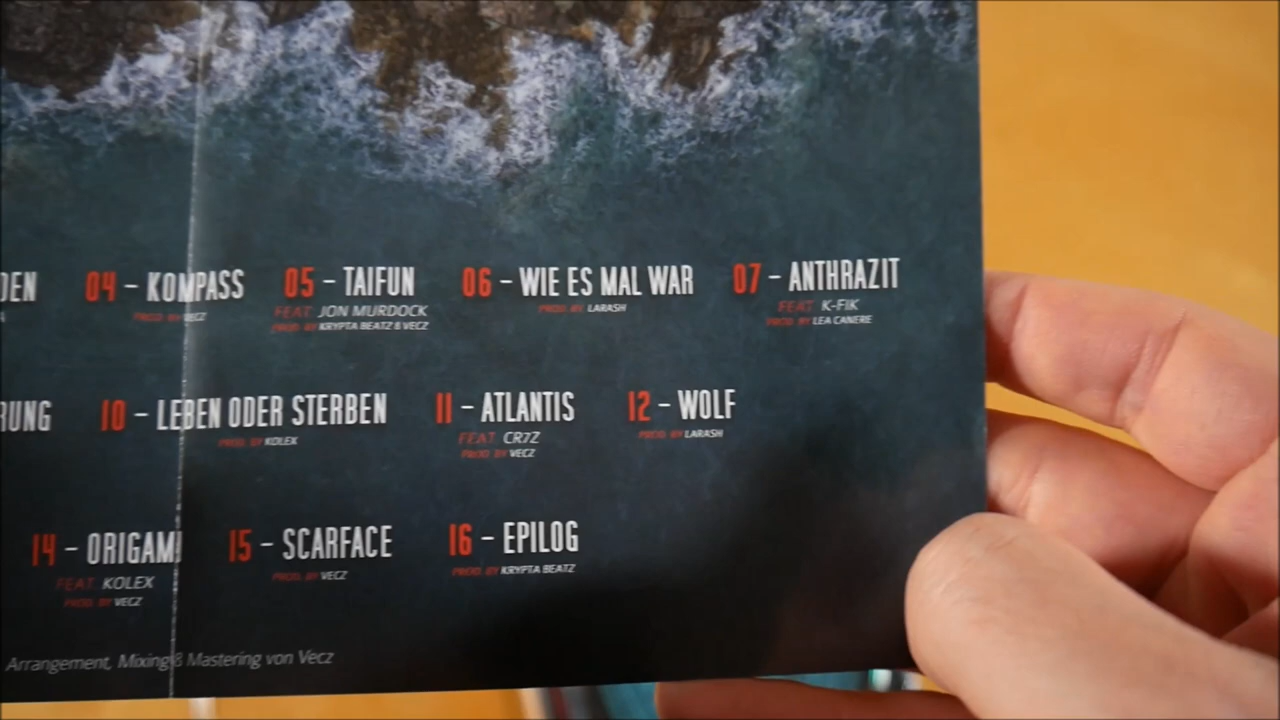 DEN 04 – KOMPASS 05 – TAIFUN 06 – WIE ES MAL WAR 07 – ANTHRAZIT
PROD. BY VECZ FEAT. JON MURDOCK PROD. BY LARASH FEAT. K-FIK
PROD. BY KRYPTA BEATZ & VECZ PROD. BY LEA CANERE
RUNG 10 – LEBEN ODER STERBEN 11 – ATLANTIS 12 – WOLF
PROD. BY KOLEX FEAT. CR7Z PROD. BY LARASH
PROD. BY VECZ
14 – ORIGAMI 15 – SCARFACE 16 – EPILOG
FEAT. KOLEX PROD. BY VECZ PROD. BY KRYPTA BEATZ
PROD. BY VECZ
Arrangement, Mixing & Mastering von Vecz